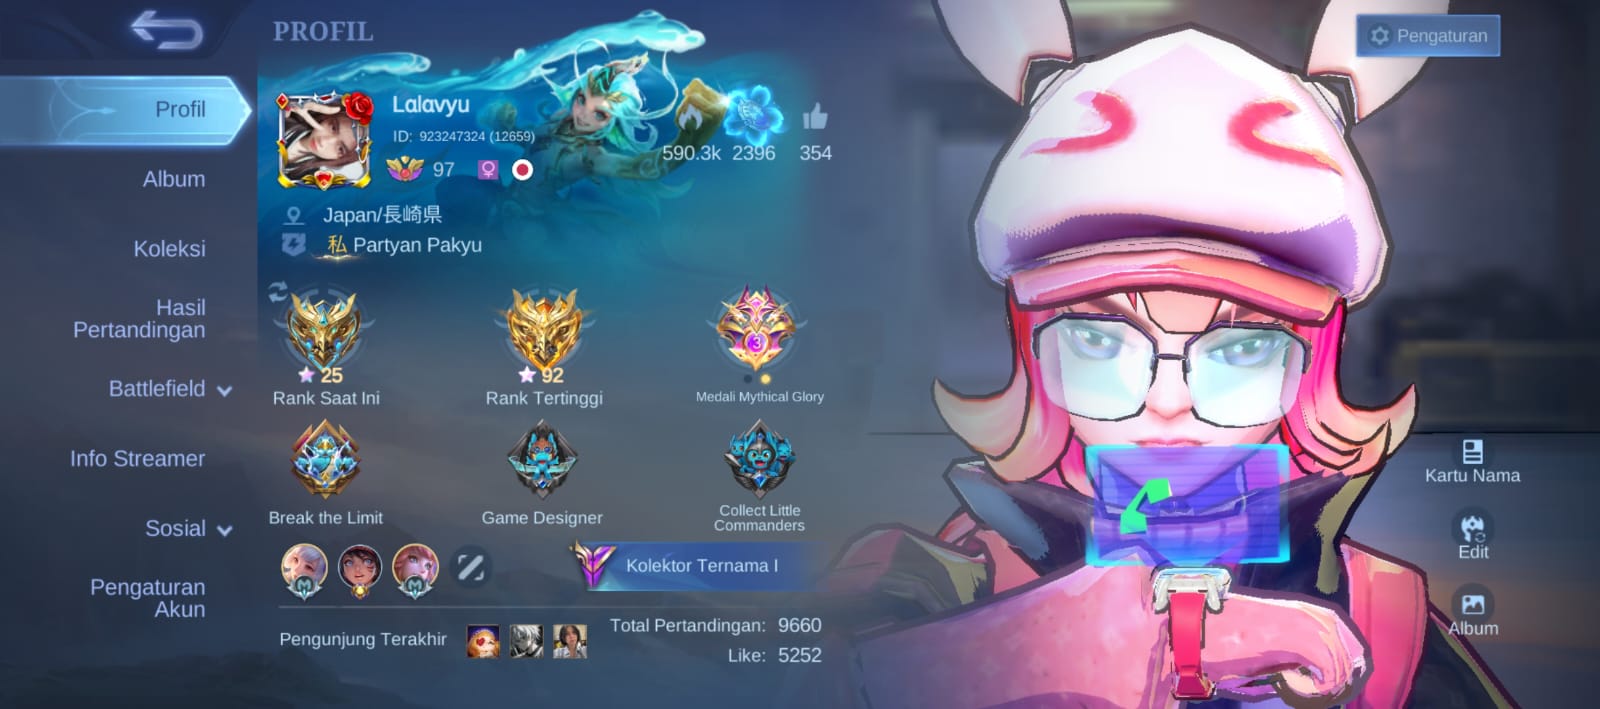 PROFIL
Pengaturan
Profil
Album
Koleksi
Hasil
Pertandingan
Battlefield
Info Streamer
Sosial
Pengaturan
Akun
Lalavyu
ID: 923247324 (12659)
97
590.3k 2396 354
Japan/長崎県
私 Partyan Pakyu
25
Rank Saat Ini
92
Rank Tertinggi
3
Medali Mythical Glory
Break the Limit
Game Designer
Collect Little
Commanders
Kolektor Ternama I
Pengunjung Terakhir
Total Pertandingan: 9660
Like: 5252
Kartu Nama
Edit
Album